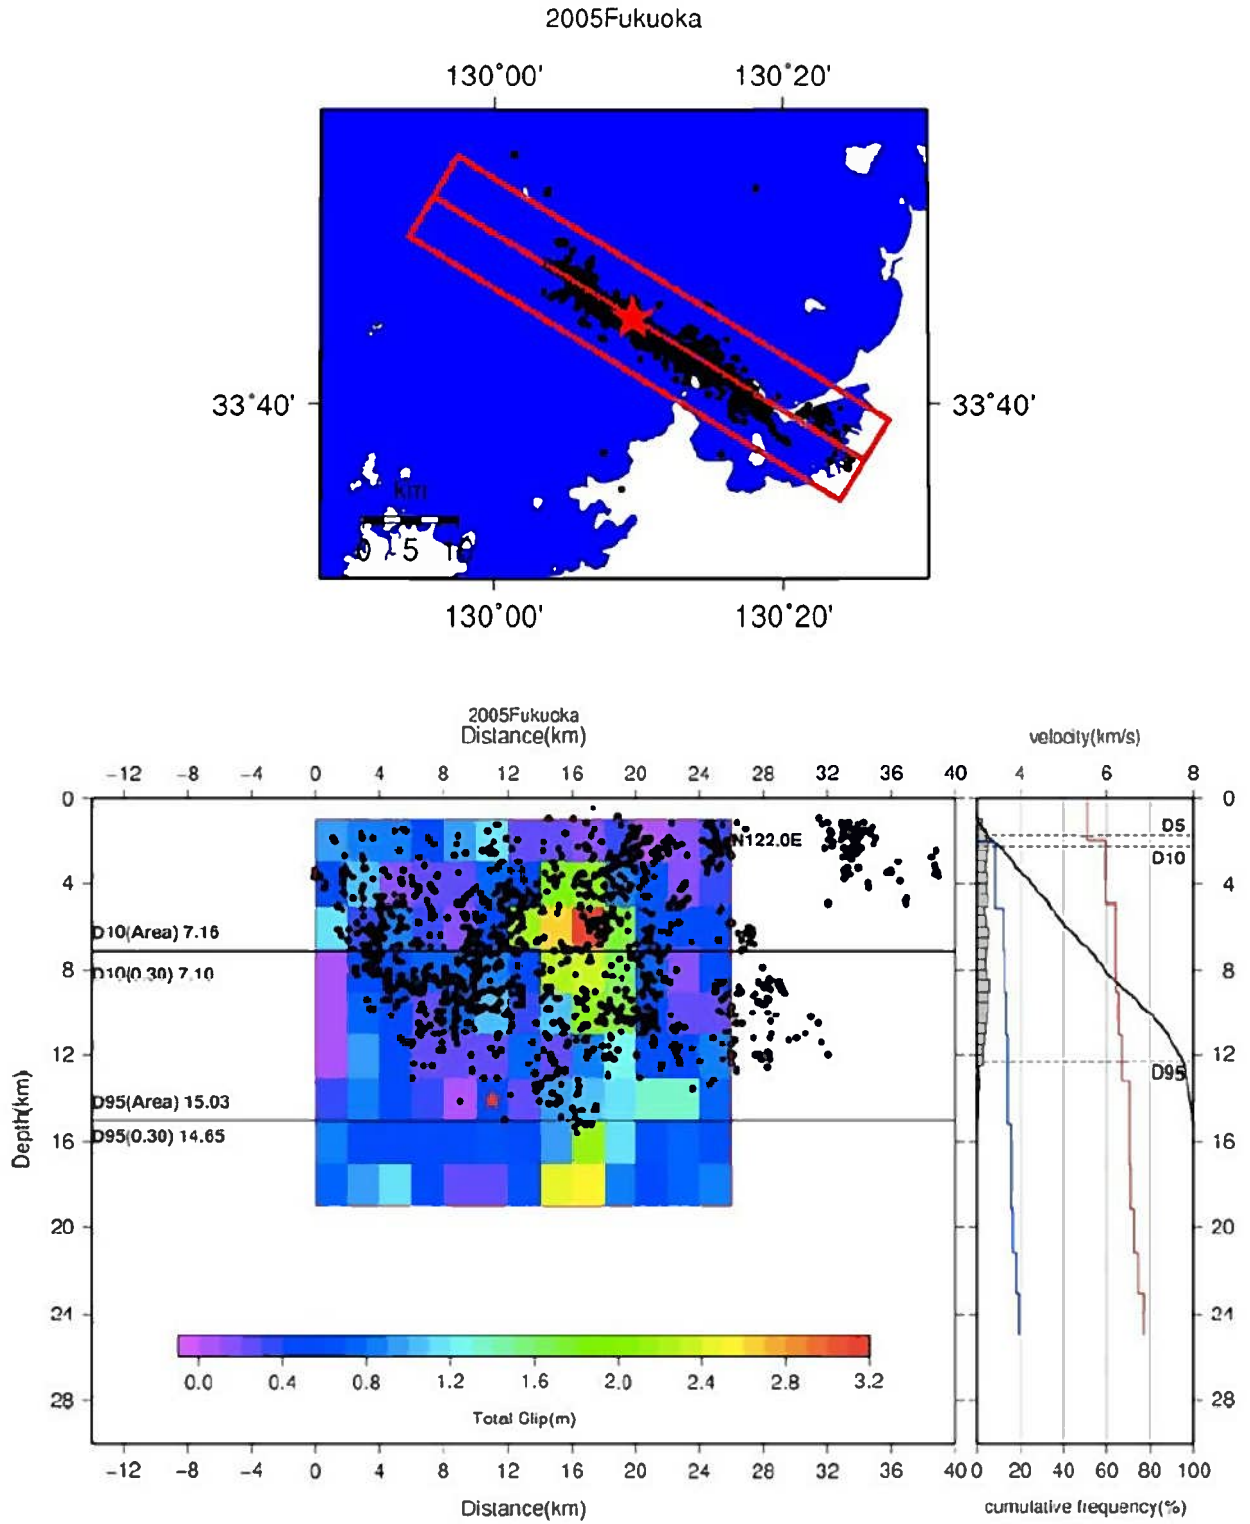 2005Fukuoka
130°00' 130°20'
33°40' 33°40'
km
0 5 10
130°00' 130°20'
2005Fukuoka
Distance(km) velocity(km/s)
−12 −8 −4 0 4 8 12 16 20 24 28 32 36 40 4 6 8
0 0
D5
N122.0E
D10
4 4
D10(Area) 7.16
8 8
D10(0.30) 7.10
12 12
D95
D95(Area) 15.03
D95(0.30) 14.65
16 16
Depth(km)
20 20
24 24
0.0 0.4 0.8 1.2 1.6 2.0 2.4 2.8 3.2
28 28
Total Slip(m)
−12 −8 −4 0 4 8 12 16 20 24 28 32 36 40 0 20 40 60 80 100
Distance(km) cumulative frequency(%)